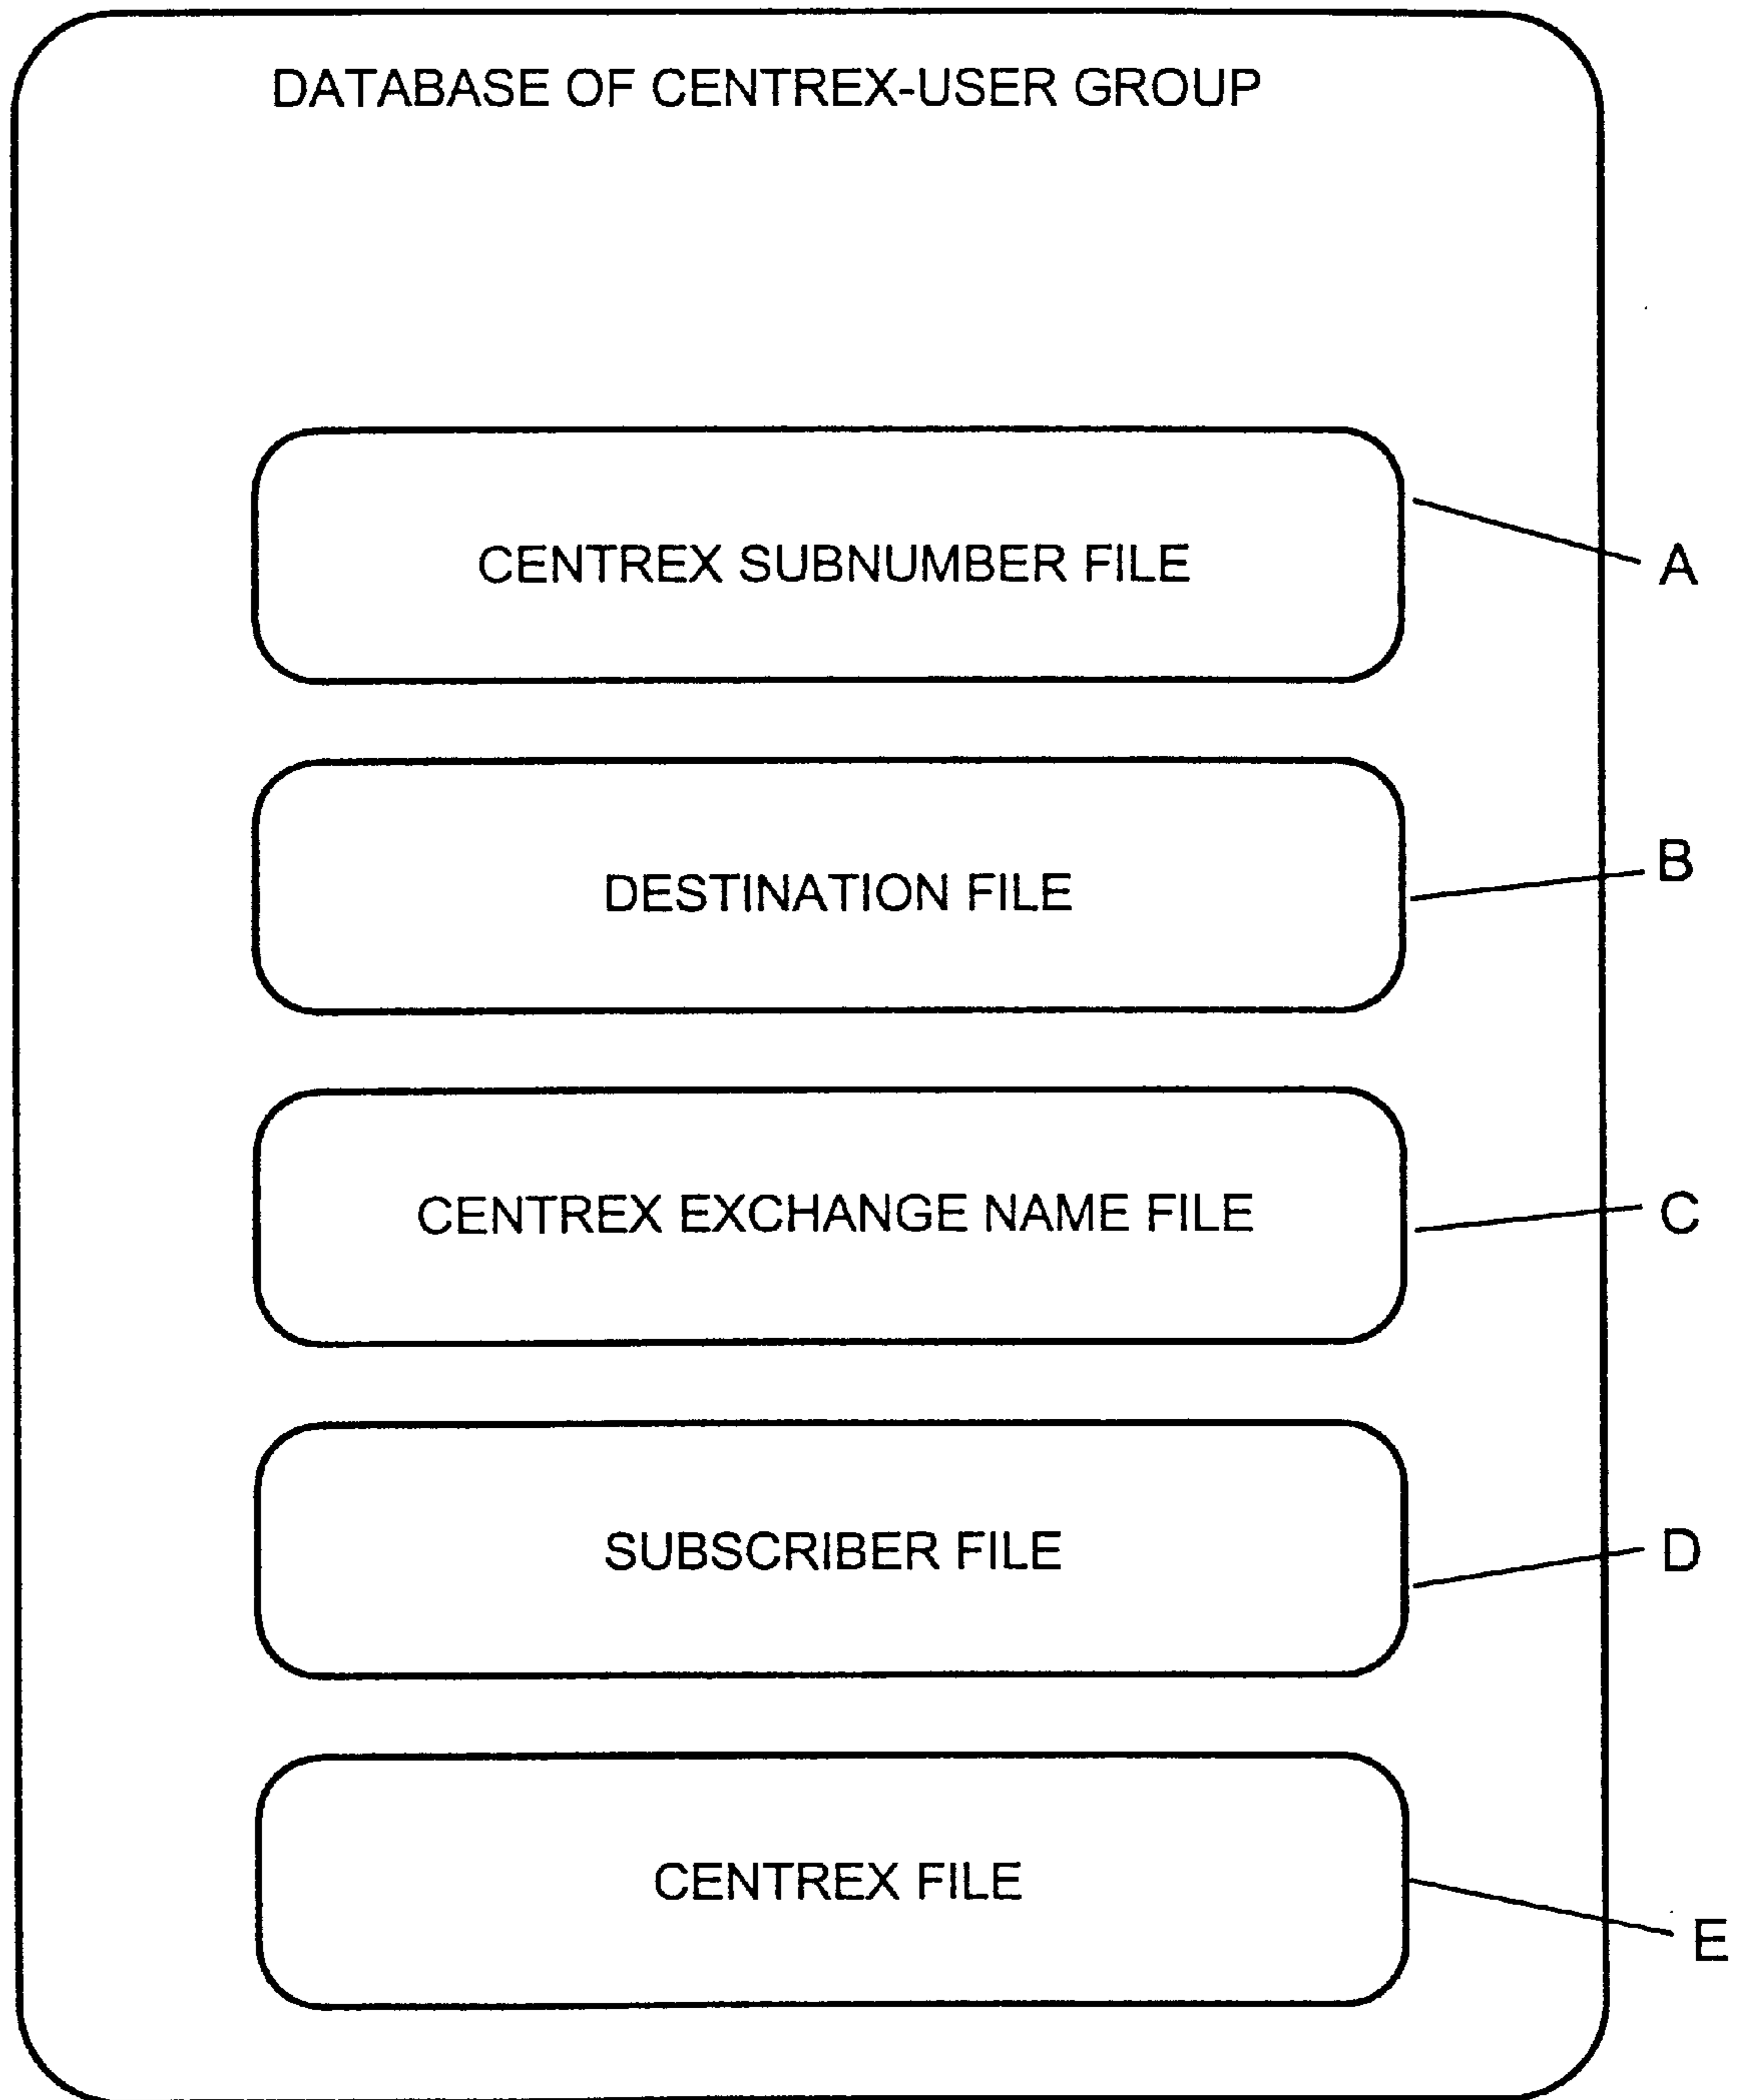 DATABASE OF CENTREX-USER GROUP
CENTREX SUBNUMBER FILE
A
DESTINATION FILE
B
CENTREX EXCHANGE NAME FILE
C
SUBSCRIBER FILE
D
CENTREX FILE
E